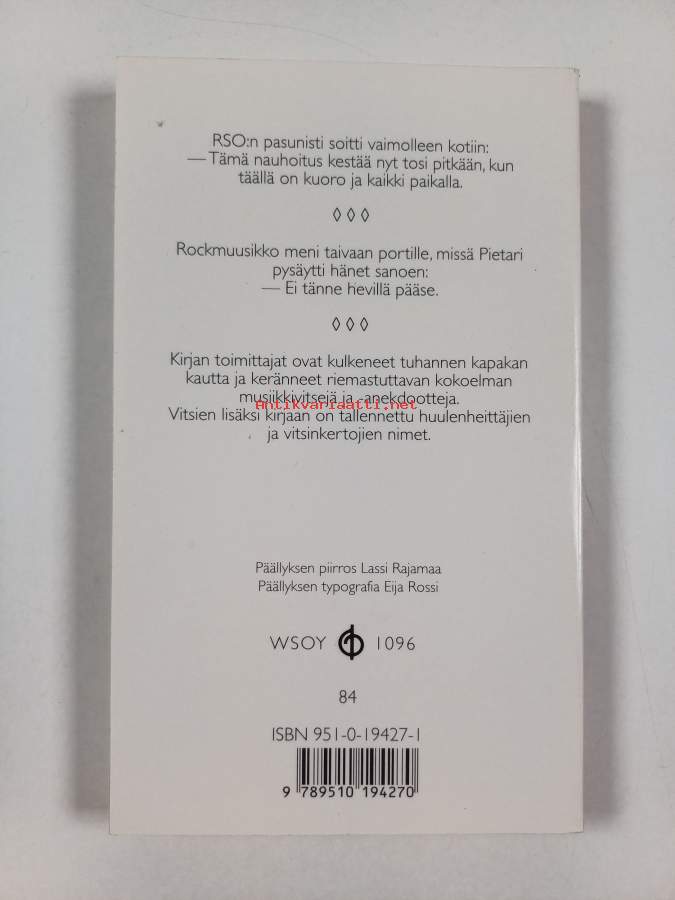 RSO:n pasunisti soitti vaimolleen kotiin:
— Tämä nauhoitus kestää nyt tosi pitkään, kun
täällä on kuoro ja kaikki paikalla.
◊ ◊ ◊
Rockmuusikko meni taivaan portille, missä Pietari
pysäytti hänet sanoen:
— Ei tänne hevillä pääse.
◊ ◊ ◊
Kirjan toimittajat ovat kulkeneet tuhannen kapakan
kautta ja keränneet riemastuttavan kokoelman
musiikkivitsejä ja -anekdootteja.
Antikvariaatti.net
Vitsien lisäksi kirjaan on tallennettu huulenheittäjien
ja vitsinkertojien nimet.
Päällyksen piirros Lassi Rajamaa
Päällyksen typografia Eija Rossi
WSOY 1096
84
ISBN 951-0-19427-1
9 789510 194270